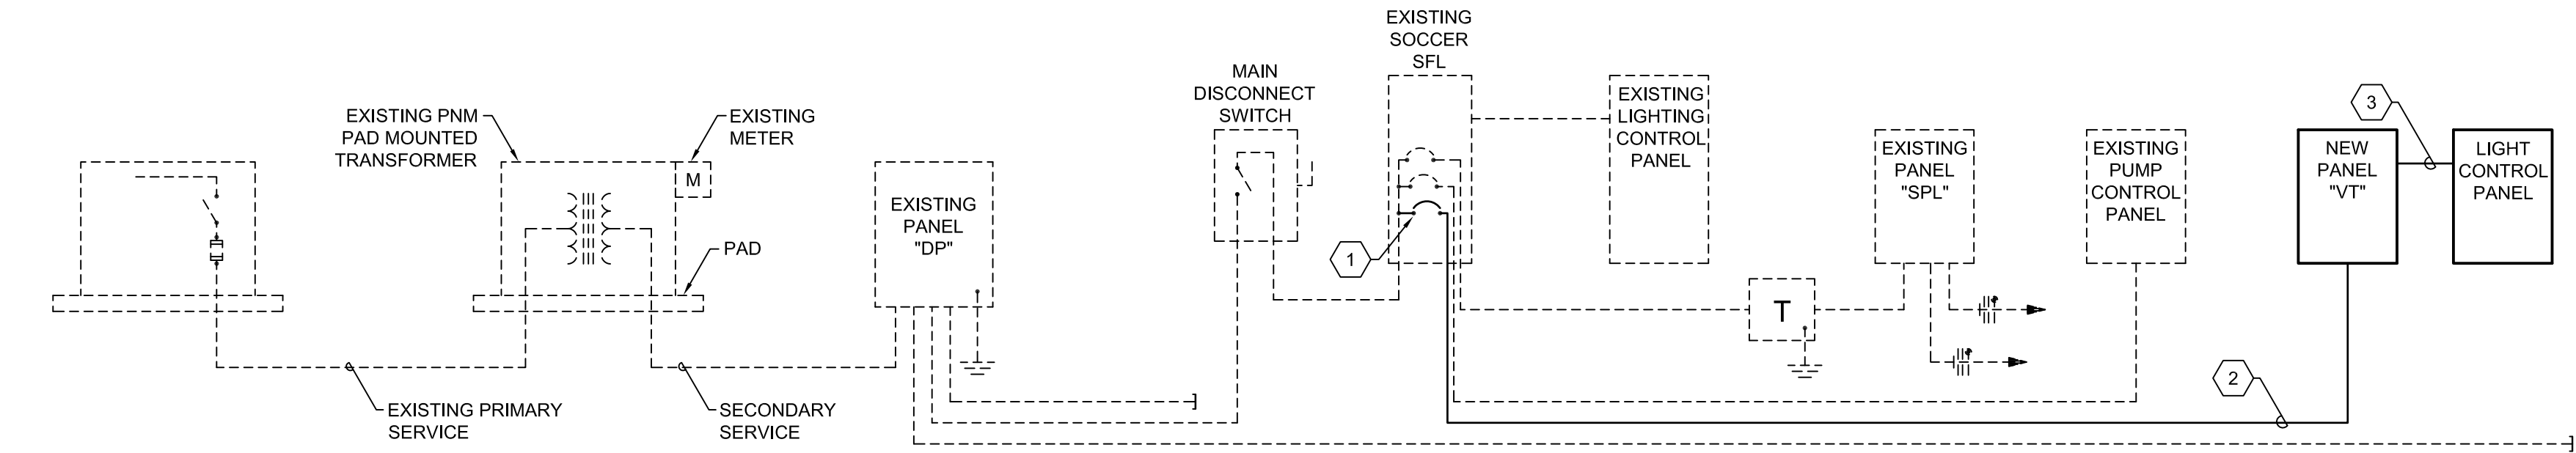 EXISTING PNM
PAD MOUNTED
TRANSFORMER
EXISTING
METER
M
PAD
EXISTING PRIMARY
SERVICE
SECONDARY
SERVICE
EXISTING
PANEL
"DP"
MAIN
DISCONNECT
SWITCH
EXISTING
SOCCER
SFL
1
EXISTING
LIGHTING
CONTROL
PANEL
T
EXISTING
PANEL
"SPL"
EXISTING
PUMP
CONTROL
PANEL
2
NEW
PANEL
"VT"
3
LIGHT
CONTROL
PANEL